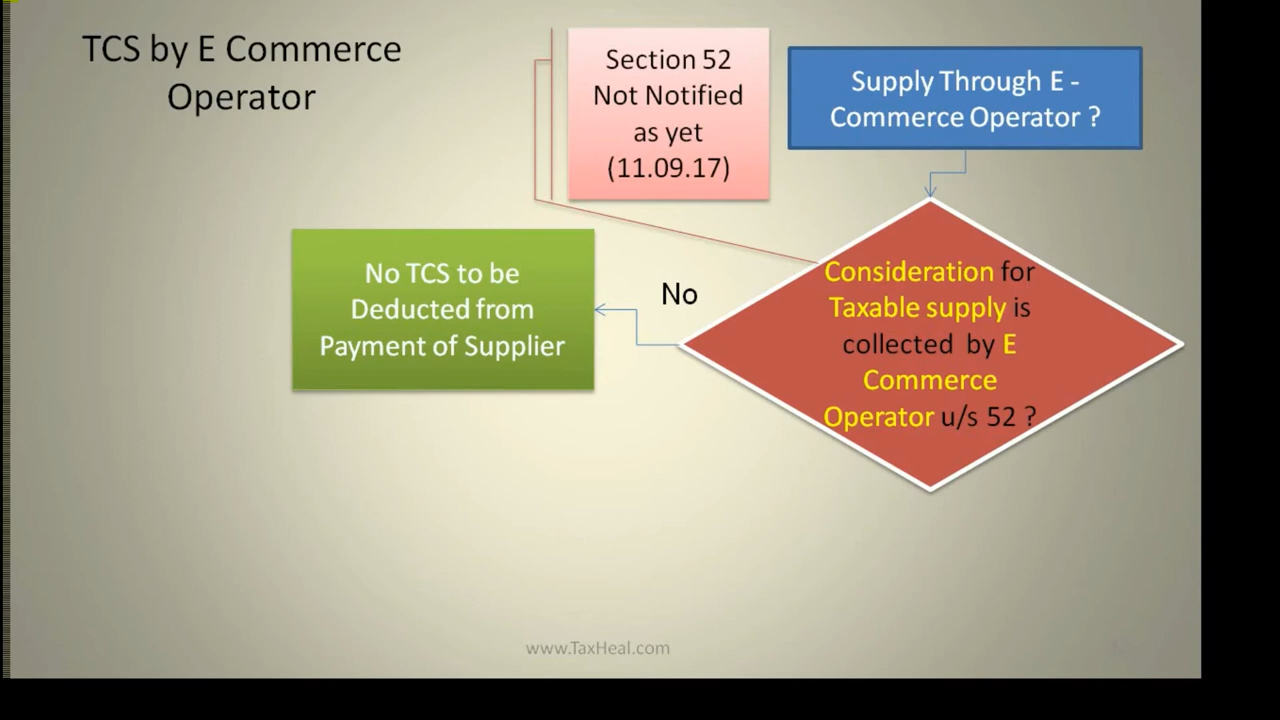 TCS by E Commerce
Operator
Section 52
Not Notified
as yet
(11.09.17)
Supply Through E -
Commerce Operator ?
No TCS to be
Deducted from
Payment of Supplier
No
Consideration for
Taxable supply is
collected by E
Commerce
Operator u/s 52 ?
www.TaxHeal.com